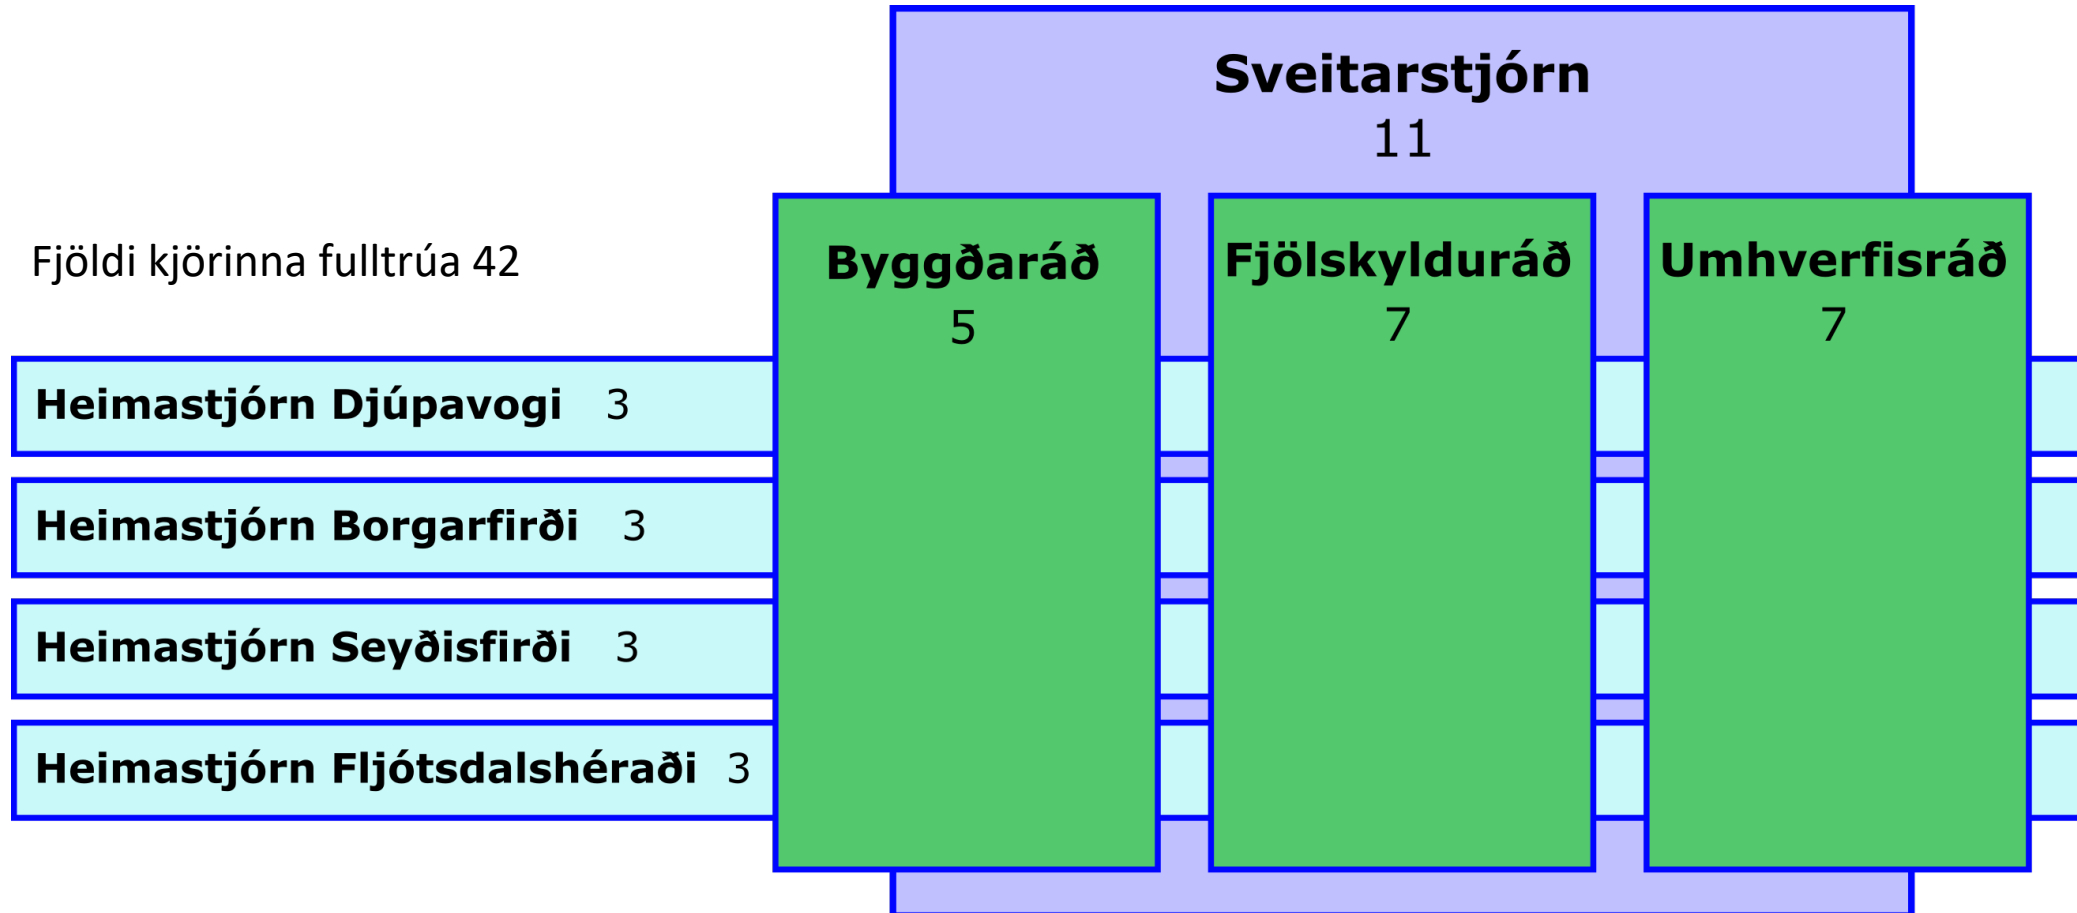 Sveitarstjórn
11
Fjöldi kjörinna fulltrúa 42
Byggðaráð
5
Fjölskylduráð
7
Umhverfisráð
7
Heimastjórn Djúpavogi 3
Heimastjórn Borgarfirði 3
Heimastjórn Seyðisfirði 3
Heimastjórn Fljótsdalshéraði 3